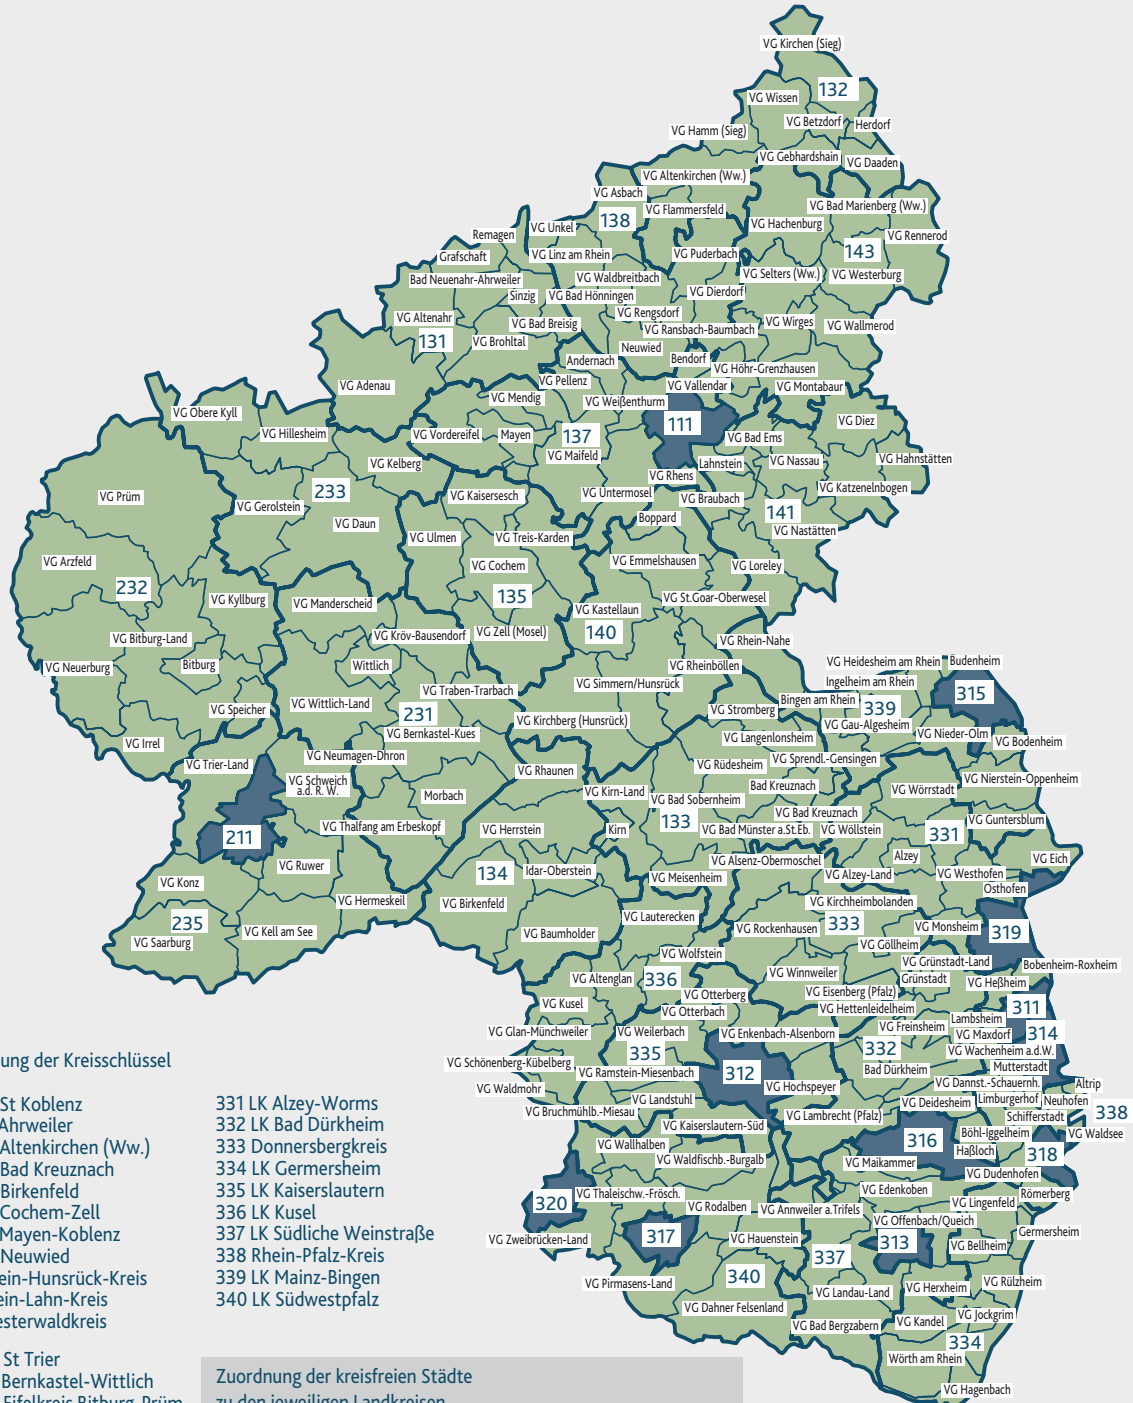 VG Kirchen (Sieg)
132
VG Wissen
VG Betzdorf
Herdorf
VG Hamm (Sieg)
VG Gebhardshain
VG Daaden
VG Altenkirchen (Ww.)
VG Asbach
VG Flammersfeld
VG Bad Marienberg (Ww.)
138
VG Unkel
VG Hachenburg
VG Rennerod
Remagen
143
Grafschaft
VG Linz am Rhein
VG Puderbach
VG Selters (Ww.)
VG Westerburg
Bad Neuenahr-Ahrweiler
VG Waldbreitbach
Sinzig
VG Bad Hönningen
VG Dierdorf
VG Altenahr
VG Bad Breisig
VG Rengsdorf
VG Wirges
VG Wallmerod
131
VG Brohltal
VG Ransbach-Baumbach
Neuwied
Andernach
Bendorf
VG Höhr-Grenzhausen
VG Adenau
VG Pellenz
VG Vallendar
VG Montabaur
VG Mendig
VG Weißenthurm
VG Obere Kyll
111
VG Diez
VG Hillesheim
VG Vordereifel
Mayen
137
VG Bad Ems
VG Maifeld
Lahnstein
VG Nassau
VG Hahnstätten
VG Kelberg
VG Rhens
VG Katzenelnbogen
233
VG Prüm
VG Kaisersesch
VG Untermosel
VG Braubach
VG Gerolstein
141
VG Daun
Boppard
VG Nastätten
VG Ulmen
VG Treis-Karden
VG Arzfeld
VG Cochem
VG Emmelshausen
VG Loreley
232
135
VG Kyllburg
VG Manderscheid
VG St.Goar-Oberwesel
VG Kastellaun
VG Bitburg-Land
VG Kröv-Bausendorf
VG Zell (Mosel)
140
VG Rhein-Nahe
VG Neuerburg
Bitburg
Wittlich
VG Rheinböllen
VG Heidesheim am Rhein
Budenheim
VG Traben-Trarbach
VG Simmern/Hunsrück
Ingelheim am Rhein
315
VG Speicher
VG Wittlich-Land
231
VG Kirchberg (Hunsrück)
VG Stromberg
Bingen am Rhein
339
VG Gau-Algesheim
VG Bernkastel-Kues
VG Langenlonsheim
VG Nieder-Olm
VG Bodenheim
VG Irrel
VG Neumagen-Dhron
VG Sprendl.-Gensingen
VG Trier-Land
VG Rhaunen
VG Rüdesheim
VG Schweich
a.d. R. W.
VG Kirn-Land
Bad Kreuznach
VG Wörrstadt
VG Nierstein-Oppenheim
Morbach
VG Bad Sobernheim
VG Bad Kreuznach
133
VG Guntersblum
VG Thalfang am Erbeskopf
VG Herrstein
Kirn
VG Bad Münster a.St.Eb.
VG Wöllstein
331
211
VG Ruwer
134
Idar-Oberstein
VG Meisenheim
VG Alsenz-Obermoschel
Alzey
VG Eich
VG Konz
VG Alzey-Land
VG Westhofen
Osthofen
VG Hermeskeil
VG Birkenfeld
VG Kirchheimbolanden
235
VG Saarburg
VG Kell am See
VG Baumholder
VG Lauterecken
VG Rockenhausen
333
VG Monsheim
319
VG Göllheim
VG Wolfstein
VG Grünstadt-Land
Bobenheim-Roxheim
VG Altenglan
336
VG Winnweiler
Grünstadt
VG Heßheim
VG Kusel
VG Otterberg
VG Eisenberg (Pfalz)
311
VG Otterbach
VG Hettenleidelheim
VG Glan-Münchweiler
VG Weilerbach
VG Enkenbach-Alsenborn
VG Freinsheim
Lambsheim
314
VG Maxdorf
335
332
VG Wachenheim a.d.W.
VG Schönenberg-Kübelberg
VG Ramstein-Miesenbach
312
Bad Dürkheim
Mutterstadt
VG Waldmohr
VG Hochspeyer
VG Dannst.-Schauernh.
Altrip
VG Landstuhl
VG Deidesheim
Limburgerhof
Neuhofen
338
VG Bruchmühlb.-Miesau
VG Lambrecht (Pfalz)
Schifferstadt
VG Kaiserslautern-Süd
Böhl-Iggelheim
VG Waldsee
VG Wallhalben
316
Haßloch
318
VG Waldfischb.-Burgalb
VG Maikammer
VG Dudenhofen
VG Thaleischw.-Frösch.
VG Edenkoben
Römerberg
320
VG Rodalben
VG Annweiler a.Trifels
VG Lingenfeld
VG Offenbach/Queich
VG Zweibrücken-Land
317
VG Hauenstein
313
Germersheim
VG Bellheim
337
VG Pirmasens-Land
340
VG Landau-Land
VG Herxheim
VG Rülzheim
VG Dahner Felsenland
VG Bad Bergzabern
VG Kandel
VG Jockgrim
334
Wörth am Rhein
VG Hagenbach
ung der Kreisschlüssel
St Koblenz
Ahrweiler
Altenkirchen (Ww.)
Bad Kreuznach
Birkenfeld
Cochem-Zell
Mayen-Koblenz
Neuwied
ein-Hunsrück-Kreis
ein-Lahn-Kreis
esterwaldkreis
St Trier
Bernkastel-Wittlich
Eifelkreis Bitburg-Prüm
331 LK Alzey-Worms
332 LK Bad Dürkheim
333 Donnersbergkreis
334 LK Germersheim
335 LK Kaiserslautern
336 LK Kusel
337 LK Südliche Weinstraße
338 Rhein-Pfalz-Kreis
339 LK Mainz-Bingen
340 LK Südwestpfalz
Zuordnung der kreisfreien Städte
zu den jeweiligen Landkreisen